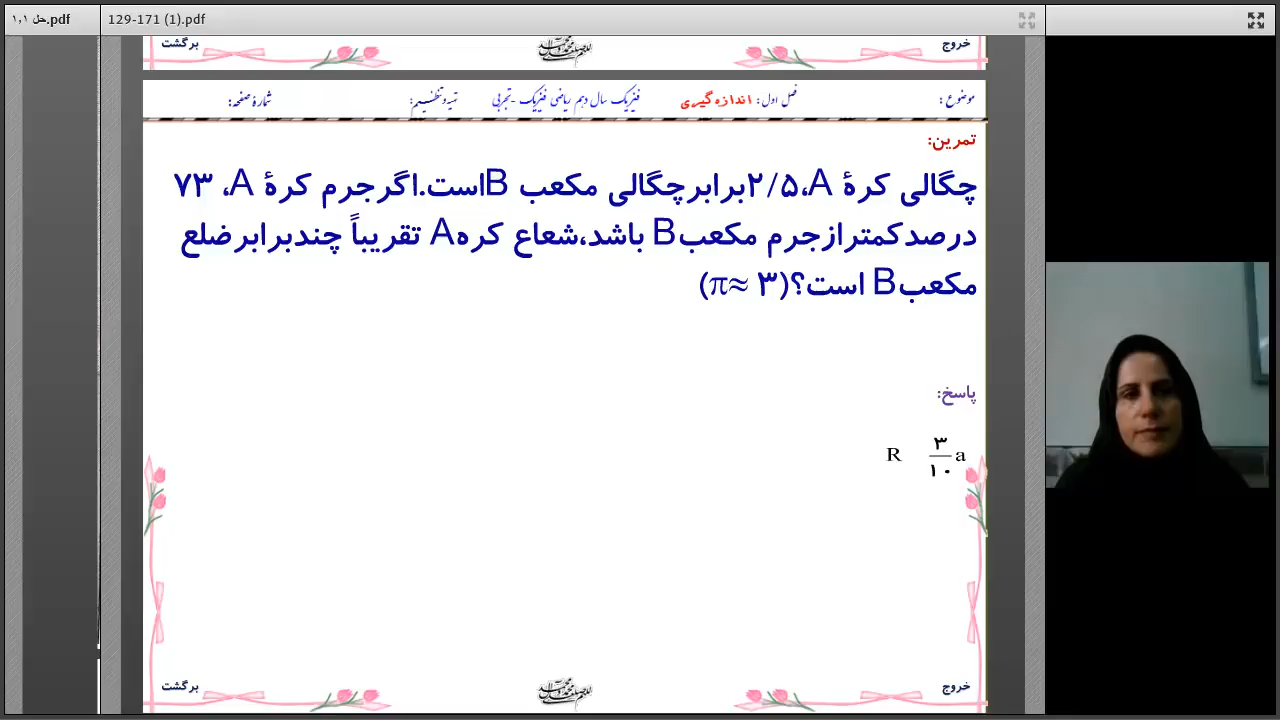 حل ۱,۱.pdf
129-171 (1).pdf
خروج
برگشت
موضوع:
فصل اول: اندازه گیری
فیزیک سال دهم ریاضی فیزیک -تجربی
تهیه و تنظیم:
شمارهٔ صفحه:
تمرین:
چگالی کرهٔ A،۲/۵برابرچگالی مکعب Bاست.اگرجرم کرهٔ A، ۷۳
درصدکمترازجرم مکعبB باشد،شعاع کرهA تقریباً چندبرابرضلع
مکعبB است؟(π≈ ۳)
پاسخ:
R ۳/۱۰ a
خروج
برگشت